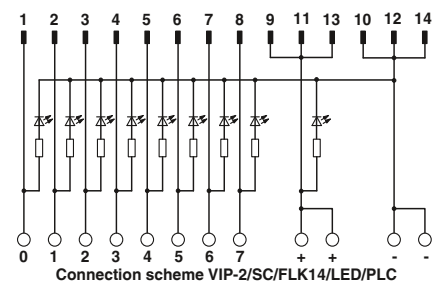 1 2 3 4 5 6 7 8 9 11 13 10 12 14
0 1 2 3 4 5 6 7 + + - -
Connection scheme VIP-2/SC/FLK14/LED/PLC